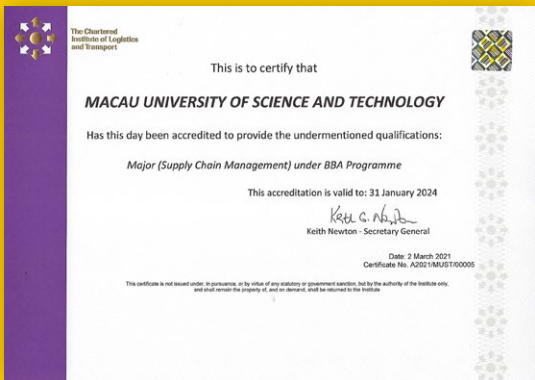 The Chartered
Institute of Logistics
and Transport
This is to certify that
MACAU UNIVERSITY OF SCIENCE AND TECHNOLOGY
Has this day been accredited to provide the undermentioned qualifications:
Major (Supply Chain Management) under BBA Programme
This accreditation is valid to: 31 January 2024
Keith Newton - Secretary General
Date: 2 March 2021
Certificate No. A2021/MUST/00005
This certificate is not issued under, in pursuance, or by virtue of any statutory or government sanction, but by the authority of the Institute only,
and shall remain the property of, and on demand, shall be returned to the Institute